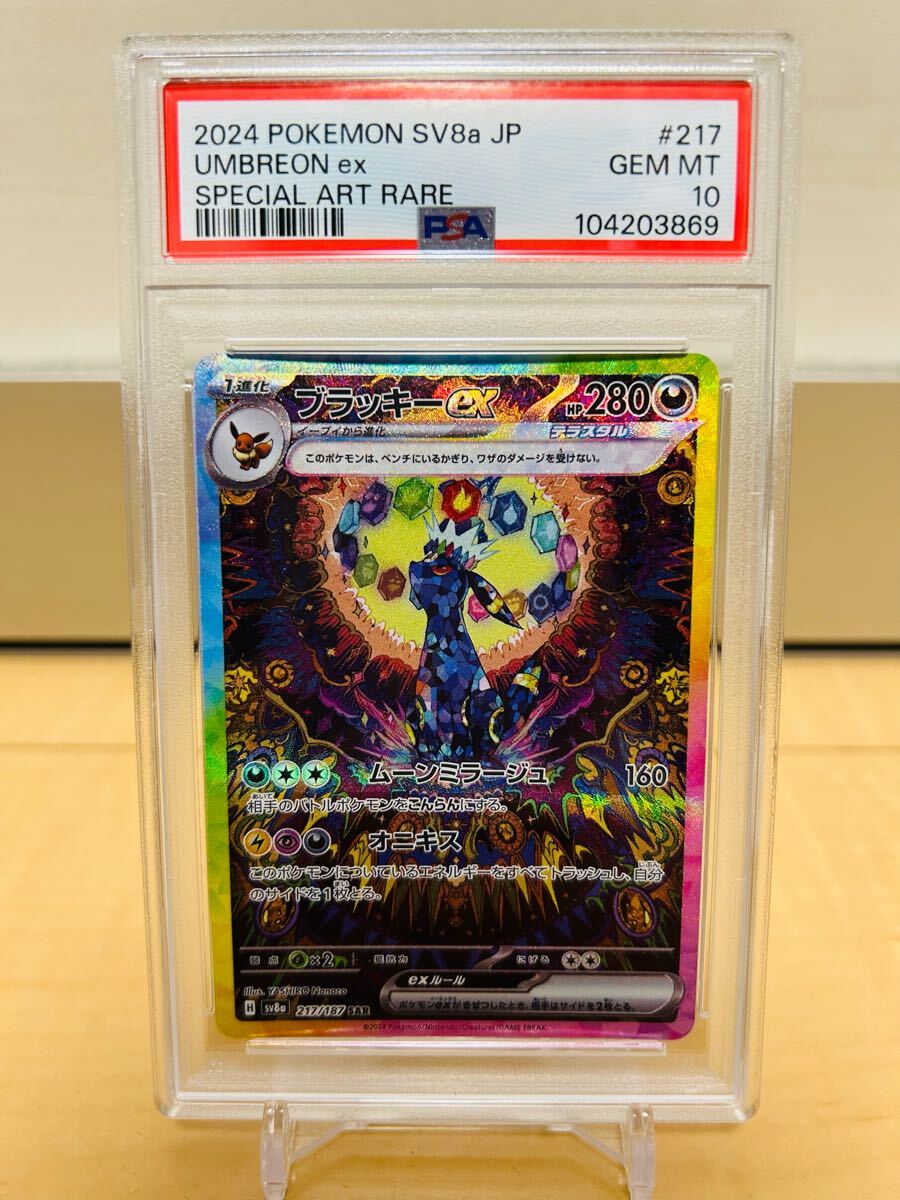 2024 POKEMON SV8a JP #217
UMBREON ex GEM MT
SPECIAL ART RARE 10
PSA 104203869
1進化 ブラッキーex HP280
イーブイから進化 テラスタル
このポケモンは、ベンチにいるかぎり、ワザのダメージを受けない。
ムーンミラージュ 160
相手のバトルポケモンをこんらんにする。
オニキス
このポケモンについているエネルギーをすべてトラッシュし、自分
のサイドを1枚とる。
弱点 ×2 抵抗力 にげる
exルール
ポケモンexがきぜつしたとき、相手はサイドを2枚とる。
Illus. YASHIRO Nanaco
H sv8a 217/187 SAR
©2024 Pokémon/Nintendo/Creatures/GAME FREAK.